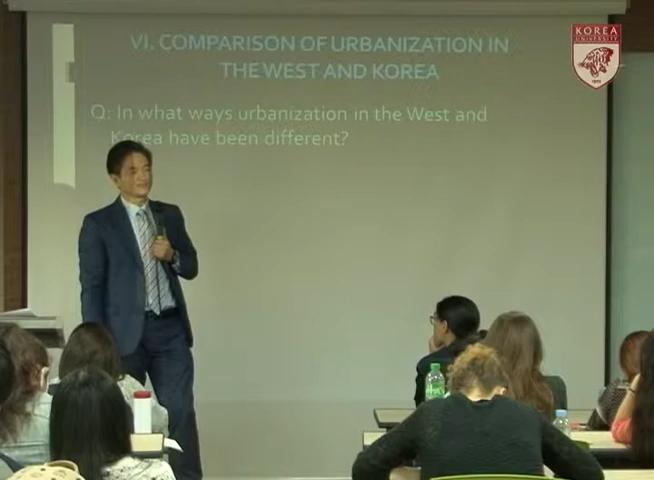 VI. COMPARISON OF URBANIZATION IN
THE WEST AND KOREA
Q: In what ways urbanization in the West and
Korea have been different?
KOREA
UNIVERSITY